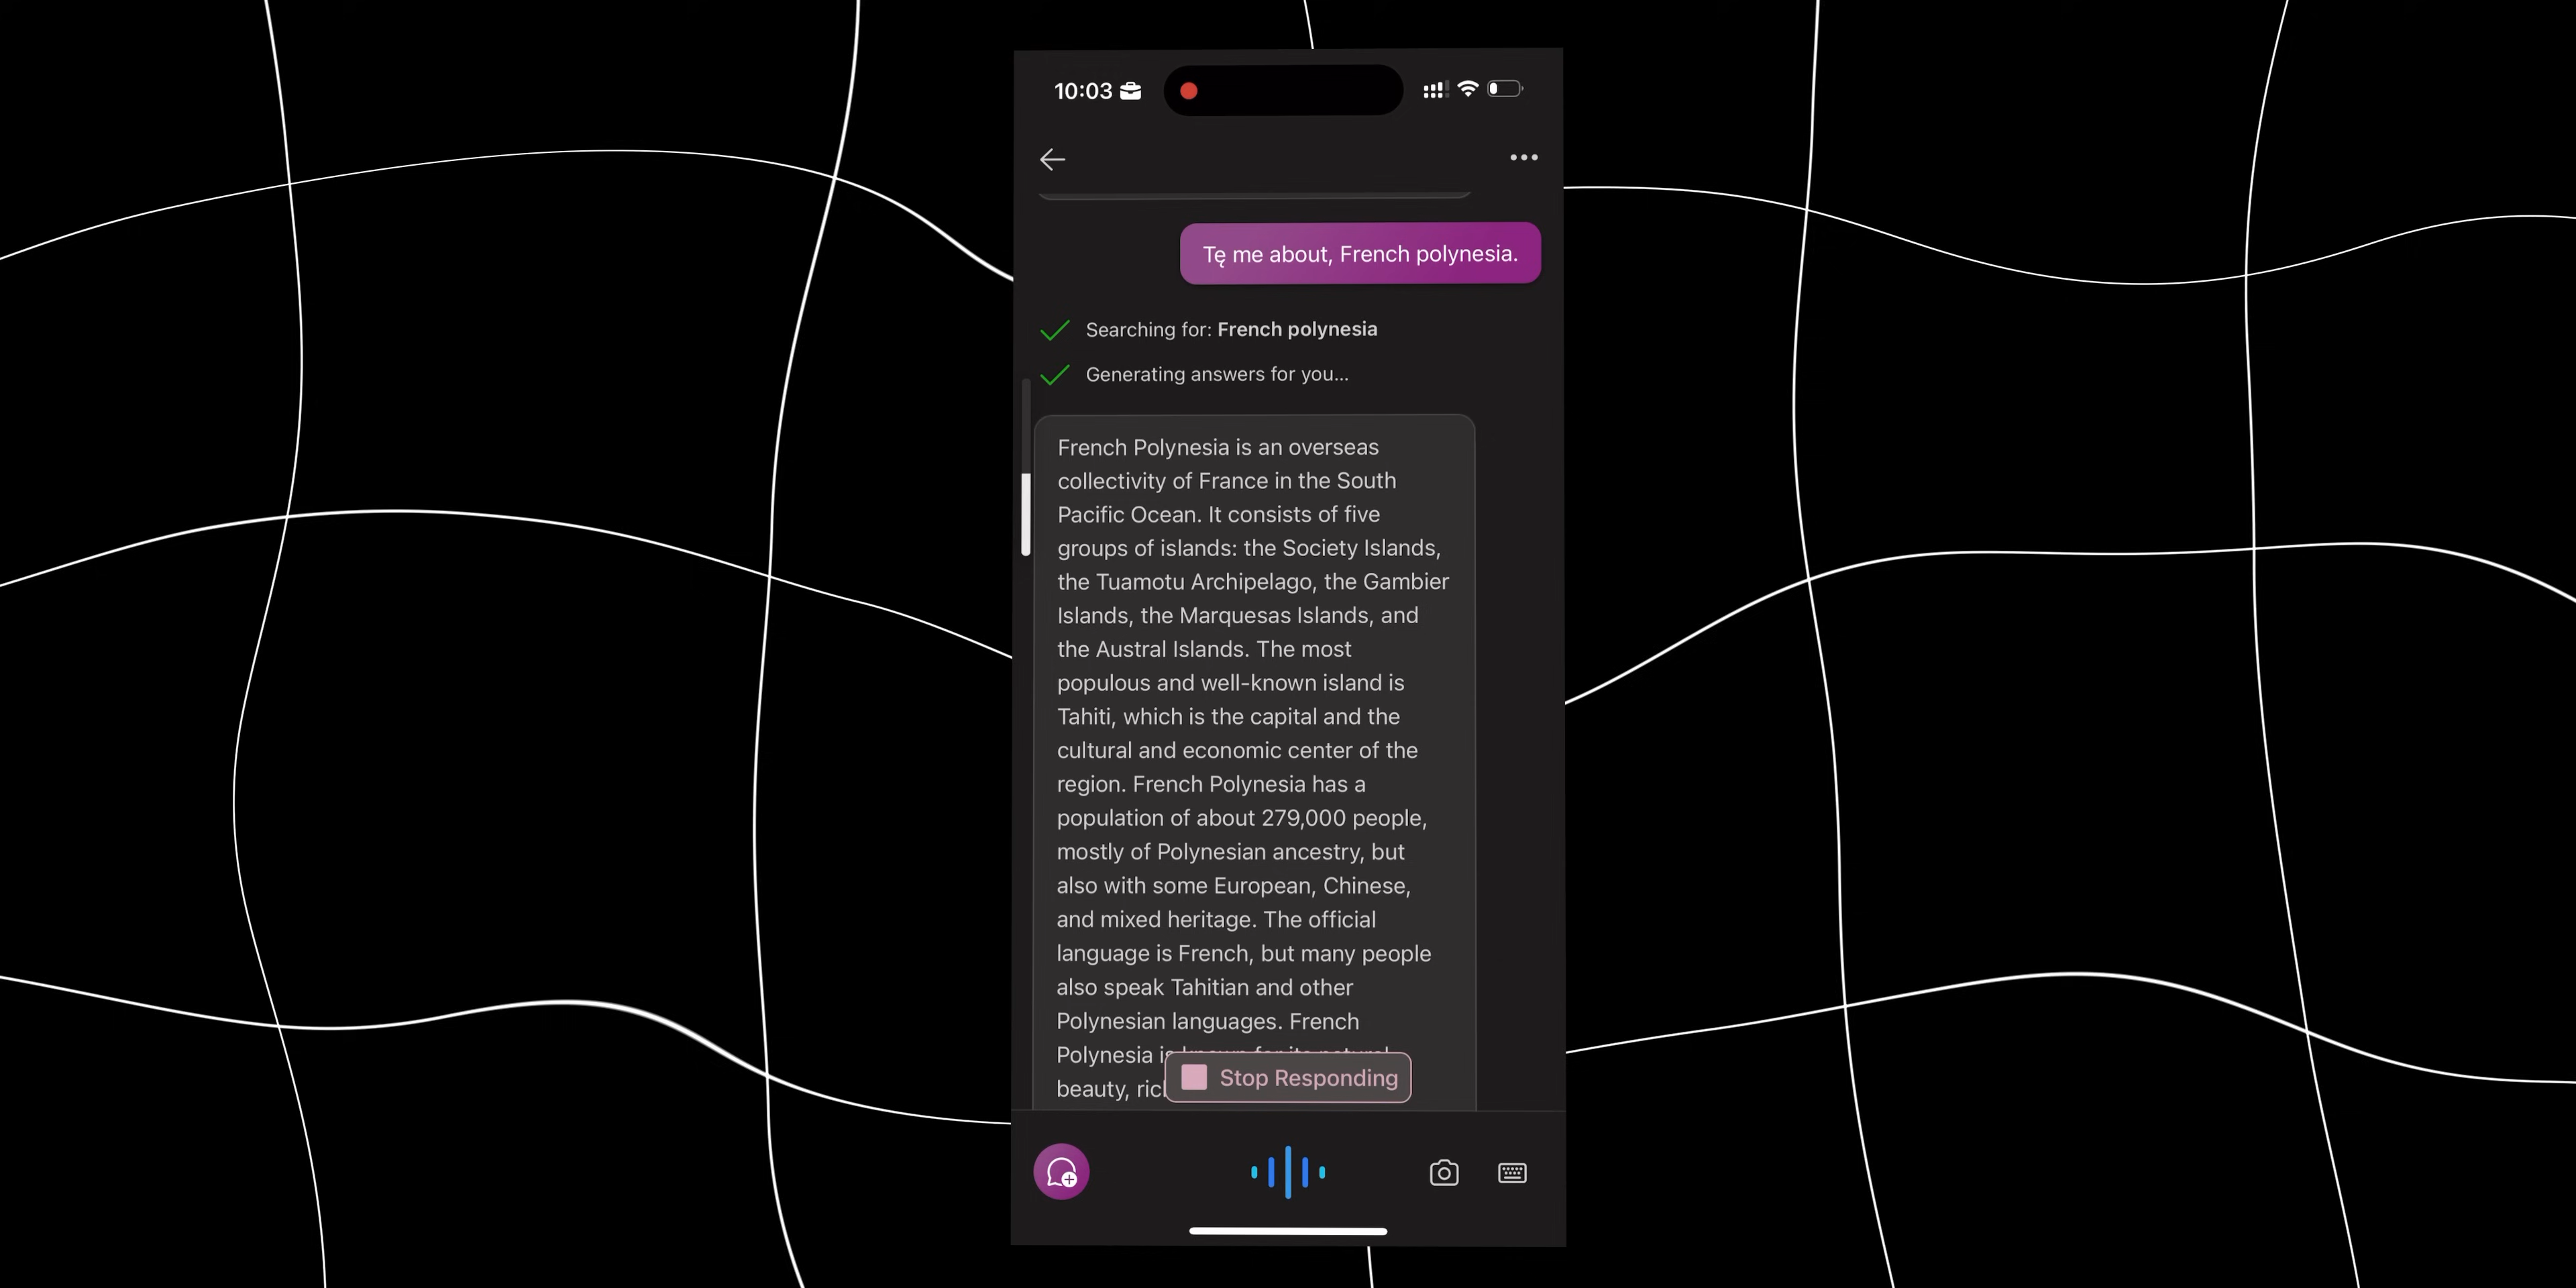 10:03
Tę me about, French polynesia.
Searching for: French polynesia
Generating answers for you...
French Polynesia is an overseas
collectivity of France in the South
Pacific Ocean. It consists of five
groups of islands: the Society Islands,
the Tuamotu Archipelago, the Gambier
Islands, the Marquesas Islands, and
the Austral Islands. The most
populous and well-known island is
Tahiti, which is the capital and the
cultural and economic center of the
region. French Polynesia has a
population of about 279,000 people,
mostly of Polynesian ancestry, but
also with some European, Chinese,
and mixed heritage. The official
language is French, but many people
also speak Tahitian and other
Polynesian languages. French
Polynesia is known for its natural
beauty,
Stop Responding